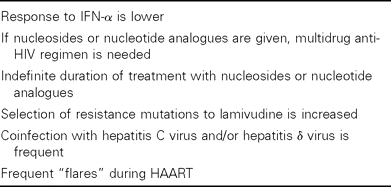 Response to IFN-α is lower
If nucleosides or nucleotide analogues are given, multidrug anti-
HIV regimen is needed
Indefinite duration of treatment with nucleosides or nucleotide
analogues
Selection of resistance mutations to lamivudine is increased
Coinfection with hepatitis C virus and/or hepatitis δ virus is
frequent
Frequent “flares” during HAART